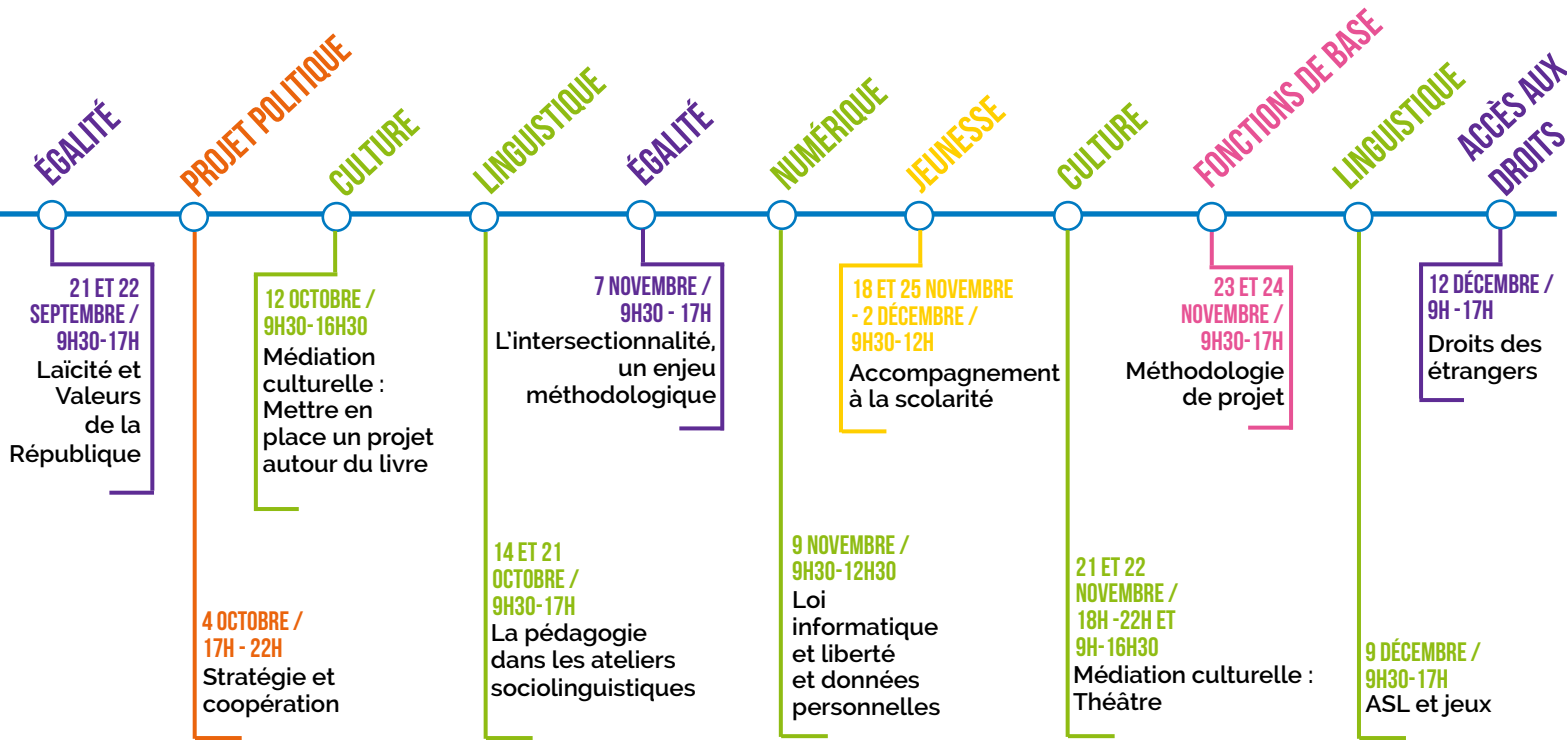 ÉGALITÉ
21 ET 22
SEPTEMBRE /
9H30-17H
Laïcité et
Valeurs
de la
République
PROJET POLITIQUE
4 OCTOBRE /
17H - 22H
Stratégie et
coopération
CULTURE
12 OCTOBRE /
9H30-16H30
Médiation
culturelle :
Mettre en
place un projet
autour du livre
LINGUISTIQUE
14 ET 21
OCTOBRE /
9H30-17H
La pédagogie
dans les ateliers
sociolinguistiques
ÉGALITÉ
7 NOVEMBRE /
9H30 - 17H
L'intersectionnalité,
un enjeu
méthodologique
NUMÉRIQUE
9 NOVEMBRE /
9H30-12H30
Loi
informatique
et liberté
et données
personnelles
JEUNESSE
18 ET 25 NOVEMBRE
- 2 DÉCEMBRE /
9H30-12H
Accompagnement
à la scolarité
CULTURE
21 ET 22
NOVEMBRE /
18H -22H ET
9H-16H30
Médiation culturelle :
Théâtre
FONCTIONS DE BASE
23 ET 24
NOVEMBRE /
9H30-17H
Méthodologie
de projet
LINGUISTIQUE
9 DÉCEMBRE /
9H30-17H
ASL et jeux
ACCÈS AUX
DROITS
12 DÉCEMBRE /
9H -17H
Droits des
étrangers